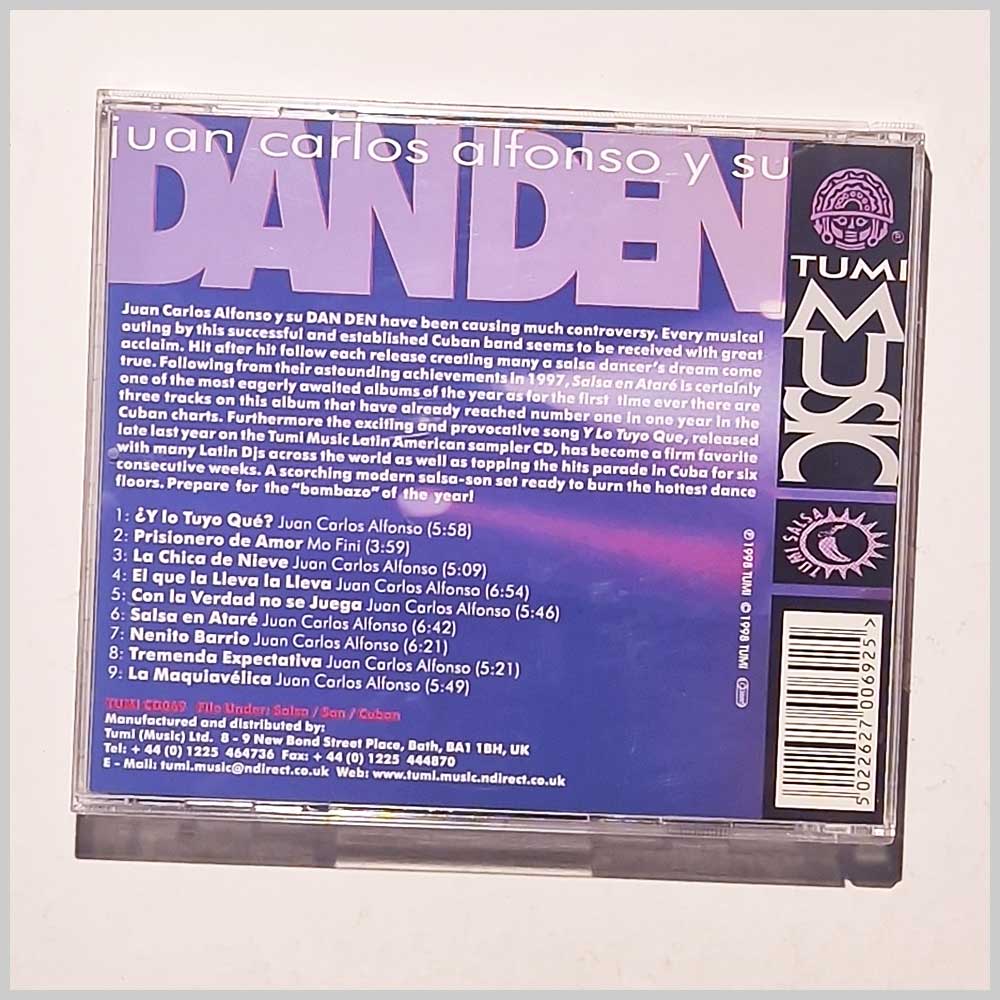 juan carlos alfonso y su
DAN DEN
Juan Carlos Alfonso y su DAN DEN have been causing much controversy. Every musical
outing by this successful and established Cuban band seems to be received with great
acclaim. Hit after hit follow each release creating many a salsa dancer's dream come
true. Following from their astounding achievements in 1997, Salsa en Ataré is certainly
one of the most eagerly awaited albums of the year as for the first time ever there are
three tracks on this album that have already reached number one in one year in the
Cuban charts. Furthermore the exciting and provocative song Y Lo Tuyo Que, released
late last year on the Tumi Music Latin American sampler CD, has become a firm favorite
with many Latin Djs across the world as well as topping the hits parade in Cuba for six
consecutive weeks. A scorching modern salsa-son set ready to burn the hottest dance
floors. Prepare for the "bombazo" of the year!
1: ¿Y lo Tuyo Qué? Juan Carlos Alfonso (5:58)
2: Prisionero de Amor Mo Fini (3:59)
3: La Chica de Nieve Juan Carlos Alfonso (5:09)
4: El que la Lleva la Lleva Juan Carlos Alfonso (6:54)
5: Con la Verdad no se Juega Juan Carlos Alfonso (5:46)
6: Salsa en Ataré Juan Carlos Alfonso (6:42)
7: Nenito Barrio Juan Carlos Alfonso (6:21)
8: Tremenda Expectativa Juan Carlos Alfonso (5:21)
9: La Maquiavélica Juan Carlos Alfonso (5:49)
TUMI CD069 File Under: Salsa / Son / Cuban
Manufactured and distributed by:
Tumi (Music) Ltd. 8 - 9 New Bond Street Place, Bath, BA1 1BH, UK
Tel: + 44 (0) 1225 464736 Fax: + 44 (0) 1225 444870
E - Mail: tumi.music@ndirect.co.uk Web: www.tumi.music.ndirect.co.uk
℗ 1998 TUMI © 1998 TUMI
®
TUMI
MUSIC
TUMI SALSA
5 022627 006925 >